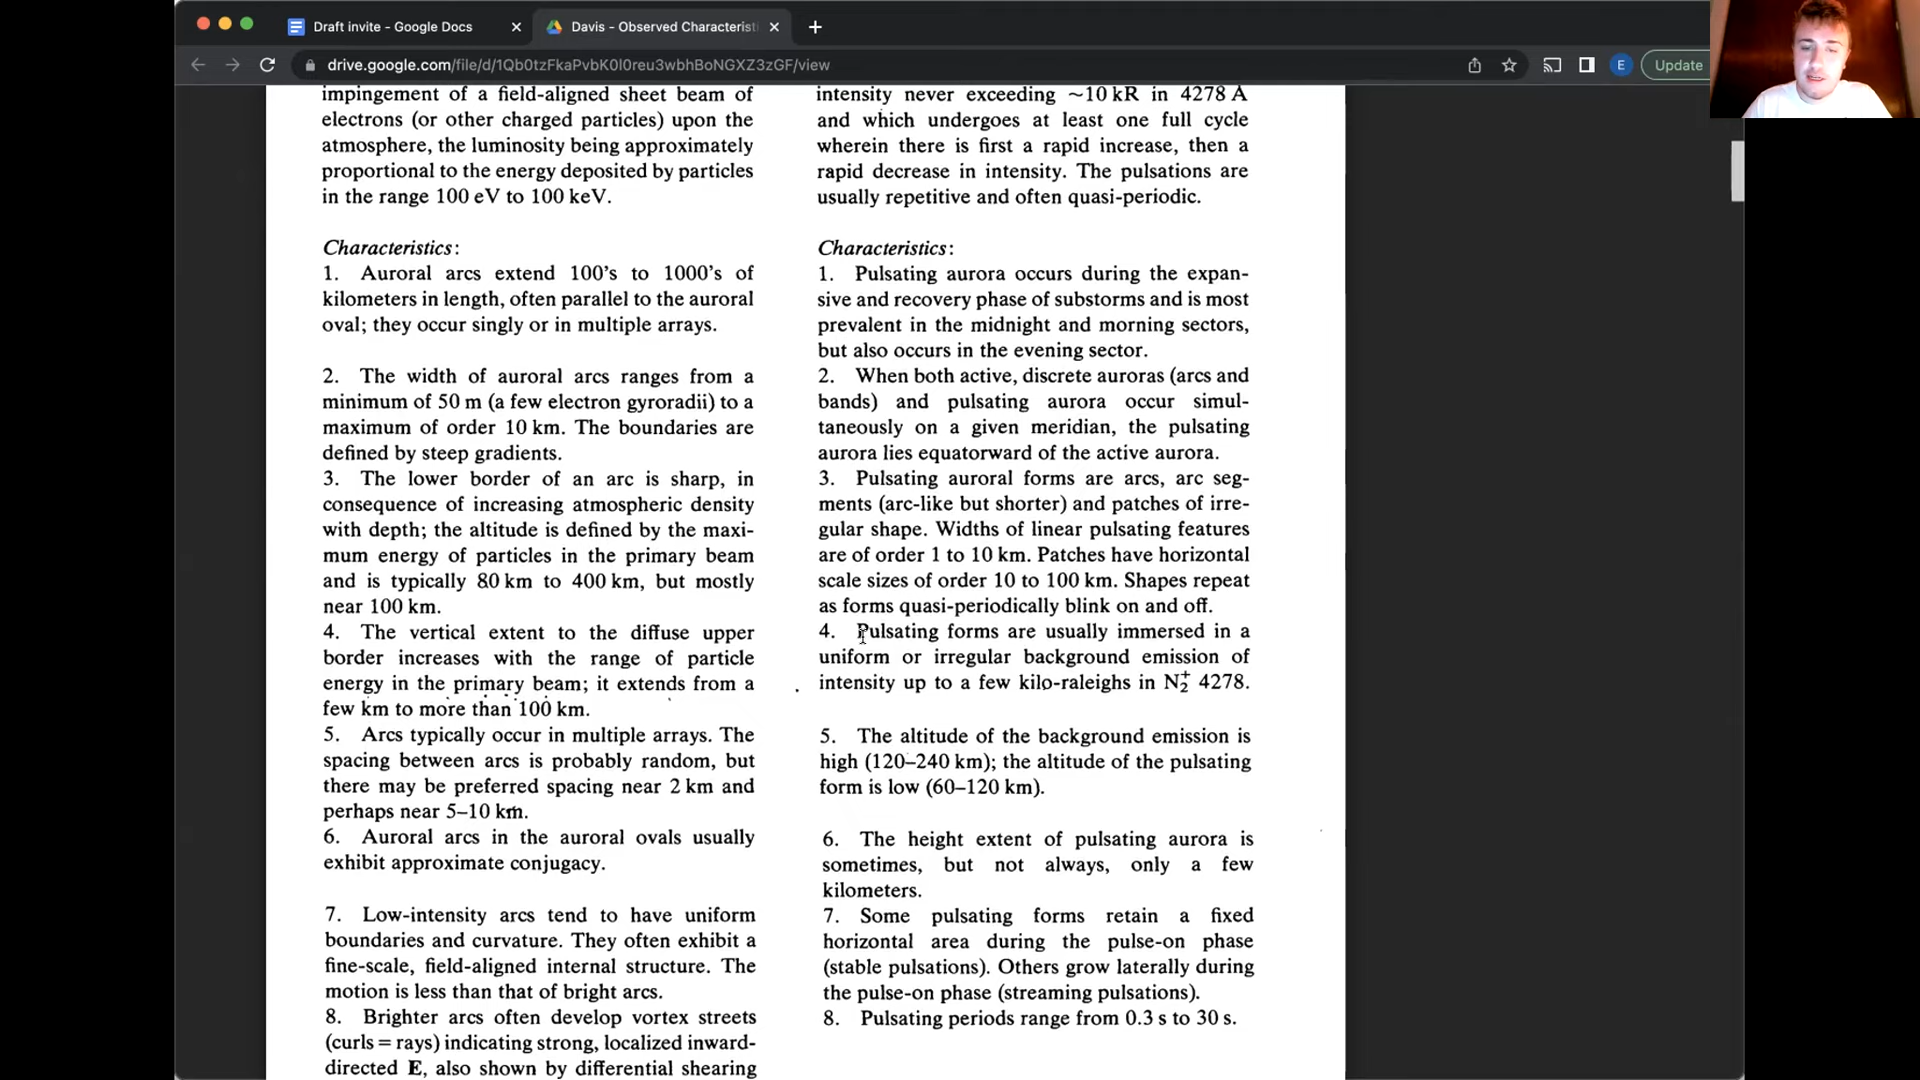 Draft invite - Google Docs
Davis - Observed Characterist
drive.google.com/file/d/1Qb0tzFkaPvbK0l0reu3wbhBoNGXZ3zGF/view
E
Update
impingement of a field-aligned sheet beam of
electrons (or other charged particles) upon the
atmosphere, the luminosity being approximately
proportional to the energy deposited by particles
in the range 100 eV to 100 keV.
Characteristics:
1. Auroral arcs extend 100's to 1000's of
kilometers in length, often parallel to the auroral
oval; they occur singly or in multiple arrays.
2. The width of auroral arcs ranges from a
minimum of 50 m (a few electron gyroradii) to a
maximum of order 10 km. The boundaries are
defined by steep gradients.
3. The lower border of an arc is sharp, in
consequence of increasing atmospheric density
with depth; the altitude is defined by the maxi-
mum energy of particles in the primary beam
and is typically 80 km to 400 km, but mostly
near 100 km.
4. The vertical extent to the diffuse upper
border increases with the range of particle
energy in the primary beam; it extends from a
few km to more than 100 km.
5. Arcs typically occur in multiple arrays. The
spacing between arcs is probably random, but
there may be preferred spacing near 2 km and
perhaps near 5–10 km.
6. Auroral arcs in the auroral ovals usually
exhibit approximate conjugacy.
7. Low-intensity arcs tend to have uniform
boundaries and curvature. They often exhibit a
fine-scale, field-aligned internal structure. The
motion is less than that of bright arcs.
8. Brighter arcs often develop vortex streets
(curls = rays) indicating strong, localized inward-
directed E, also shown by differential shearing
intensity never exceeding ~10 kR in 4278 Å
and which undergoes at least one full cycle
wherein there is first a rapid increase, then a
rapid decrease in intensity. The pulsations are
usually repetitive and often quasi-periodic.
Characteristics:
1. Pulsating aurora occurs during the expan-
sive and recovery phase of substorms and is most
prevalent in the midnight and morning sectors,
but also occurs in the evening sector.
2. When both active, discrete auroras (arcs and
bands) and pulsating aurora occur simul-
taneously on a given meridian, the pulsating
aurora lies equatorward of the active aurora.
3. Pulsating auroral forms are arcs, arc seg-
ments (arc-like but shorter) and patches of irre-
gular shape. Widths of linear pulsating features
are of order 1 to 10 km. Patches have horizontal
scale sizes of order 10 to 100 km. Shapes repeat
as forms quasi-periodically blink on and off.
4. Pulsating forms are usually immersed in a
uniform or irregular background emission of
intensity up to a few kilo-raleighs in N₂⁺ 4278.
5. The altitude of the background emission is
high (120–240 km); the altitude of the pulsating
form is low (60–120 km).
6. The height extent of pulsating aurora is
sometimes, but not always, only a few
kilometers.
7. Some pulsating forms retain a fixed
horizontal area during the pulse-on phase
(stable pulsations). Others grow laterally during
the pulse-on phase (streaming pulsations).
8. Pulsating periods range from 0.3 s to 30 s.